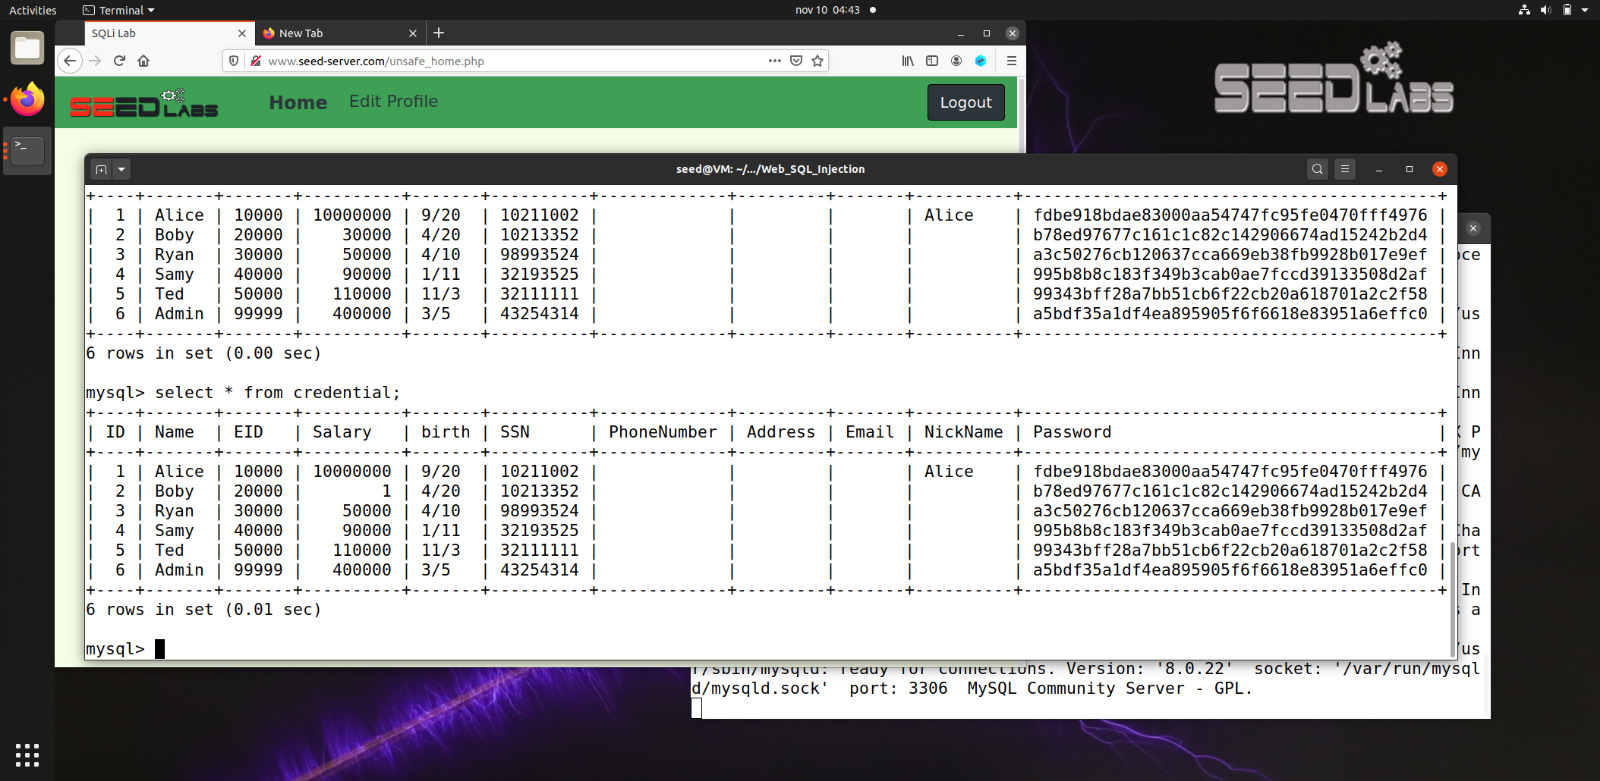 Activities
Terminal
nov 10 04:43
SQLi Lab
New Tab
www.seed-server.com/unsafe_home.php
SEED LABS
Home
Edit Profile
Logout
SEED LABS
seed@VM: ~/.../Web_SQL_Injection
+----+-------+-------+----------+-------+----------+-------------+---------+-------+----------+------------------------------------------+
| 1 | Alice | 10000 | 10000000 | 9/20 | 10211002 | | | | Alice | fdbe918bdae83000aa54747fc95fe0470fff4976 |
| 2 | Boby | 20000 | 30000 | 4/20 | 10213352 | | | | | b78ed97677c161c1c82c142906674ad15242b2d4 |
| 3 | Ryan | 30000 | 50000 | 4/10 | 98993524 | | | | | a3c50276cb120637cca669eb38fb9928b017e9ef |
| 4 | Samy | 40000 | 90000 | 1/11 | 32193525 | | | | | 995b8b8c183f349b3cab0ae7fccd39133508d2af |
| 5 | Ted | 50000 | 110000 | 11/3 | 32111111 | | | | | 99343bff28a7bb51cb6f22cb20a618701a2c2f58 |
| 6 | Admin | 99999 | 400000 | 3/5 | 43254314 | | | | | a5bdf35a1df4ea895905f6f6618e83951a6effc0 |
+----+-------+-------+----------+-------+----------+-------------+---------+-------+----------+------------------------------------------+
6 rows in set (0.00 sec)
mysql> select * from credential;
+----+-------+-------+----------+-------+----------+-------------+---------+-------+----------+------------------------------------------+
| ID | Name | EID | Salary | birth | SSN | PhoneNumber | Address | Email | NickName | Password |
+----+-------+-------+----------+-------+----------+-------------+---------+-------+----------+------------------------------------------+
| 1 | Alice | 10000 | 10000000 | 9/20 | 10211002 | | | | Alice | fdbe918bdae83000aa54747fc95fe0470fff4976 |
| 2 | Boby | 20000 | 1 | 4/20 | 10213352 | | | | | b78ed97677c161c1c82c142906674ad15242b2d4 |
| 3 | Ryan | 30000 | 50000 | 4/10 | 98993524 | | | | | a3c50276cb120637cca669eb38fb9928b017e9ef |
| 4 | Samy | 40000 | 90000 | 1/11 | 32193525 | | | | | 995b8b8c183f349b3cab0ae7fccd39133508d2af |
| 5 | Ted | 50000 | 110000 | 11/3 | 32111111 | | | | | 99343bff28a7bb51cb6f22cb20a618701a2c2f58 |
| 6 | Admin | 99999 | 400000 | 3/5 | 43254314 | | | | | a5bdf35a1df4ea895905f6f6618e83951a6effc0 |
+----+-------+-------+----------+-------+----------+-------------+---------+-------+----------+------------------------------------------+
6 rows in set (0.01 sec)
mysql>
/us
X P
CA
In
s a
/us
r/sbin/mysqld: ready for connections. Version: '8.0.22' socket: '/var/run/mysql
d/mysqld.sock' port: 3306 MySQL Community Server - GPL.